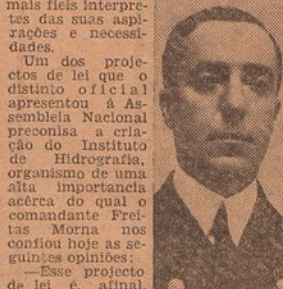 mais fieis interpre-
tes das suas aspi-
rações e necessi-
dades.
Um dos proje-
ctos de lei que o
distinto oficial
apresentou á As-
sembleia Nacional
preconisa a cria-
ção do Instituto
de Hidrografia,
organismo de uma
alta importancia
acêrca do qual o
comandante Frei-
tas Morna nos
confiou hoje as se-
guintes opiniões:
—Esse projecto
de lei é, afinal,